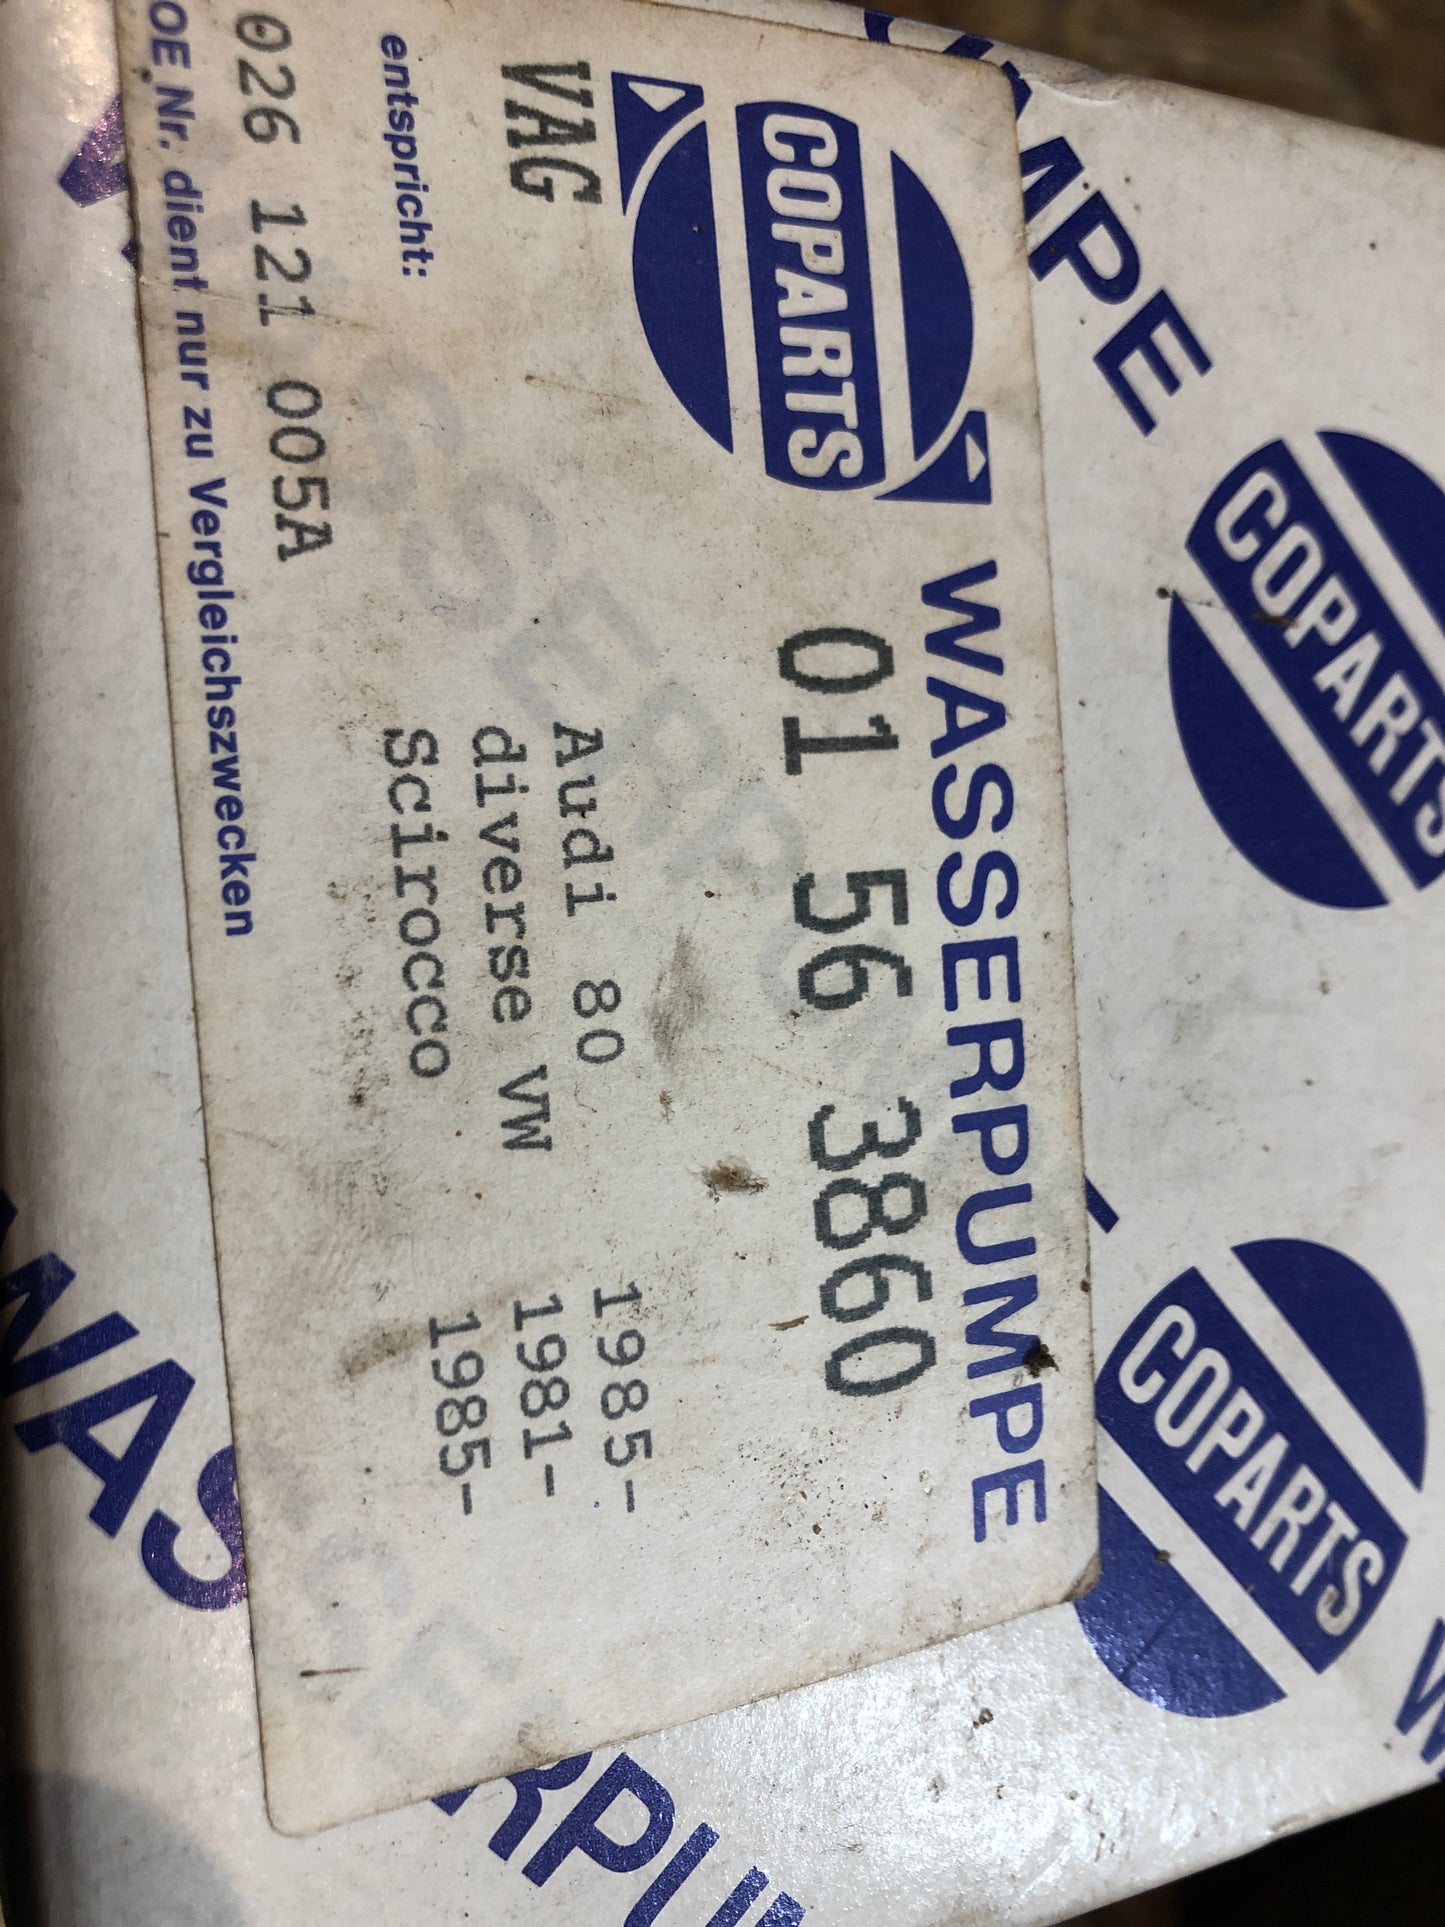 COPARTS
WASSERPUMPE
01 56 3860
VAG
Audi 80 1985-
diverse VW 1981-
Scirocco 1985-
entspricht:
026 121 005A
OE Nr. dient nur zu Vergleichszwecken
COPARTS
COPARTS